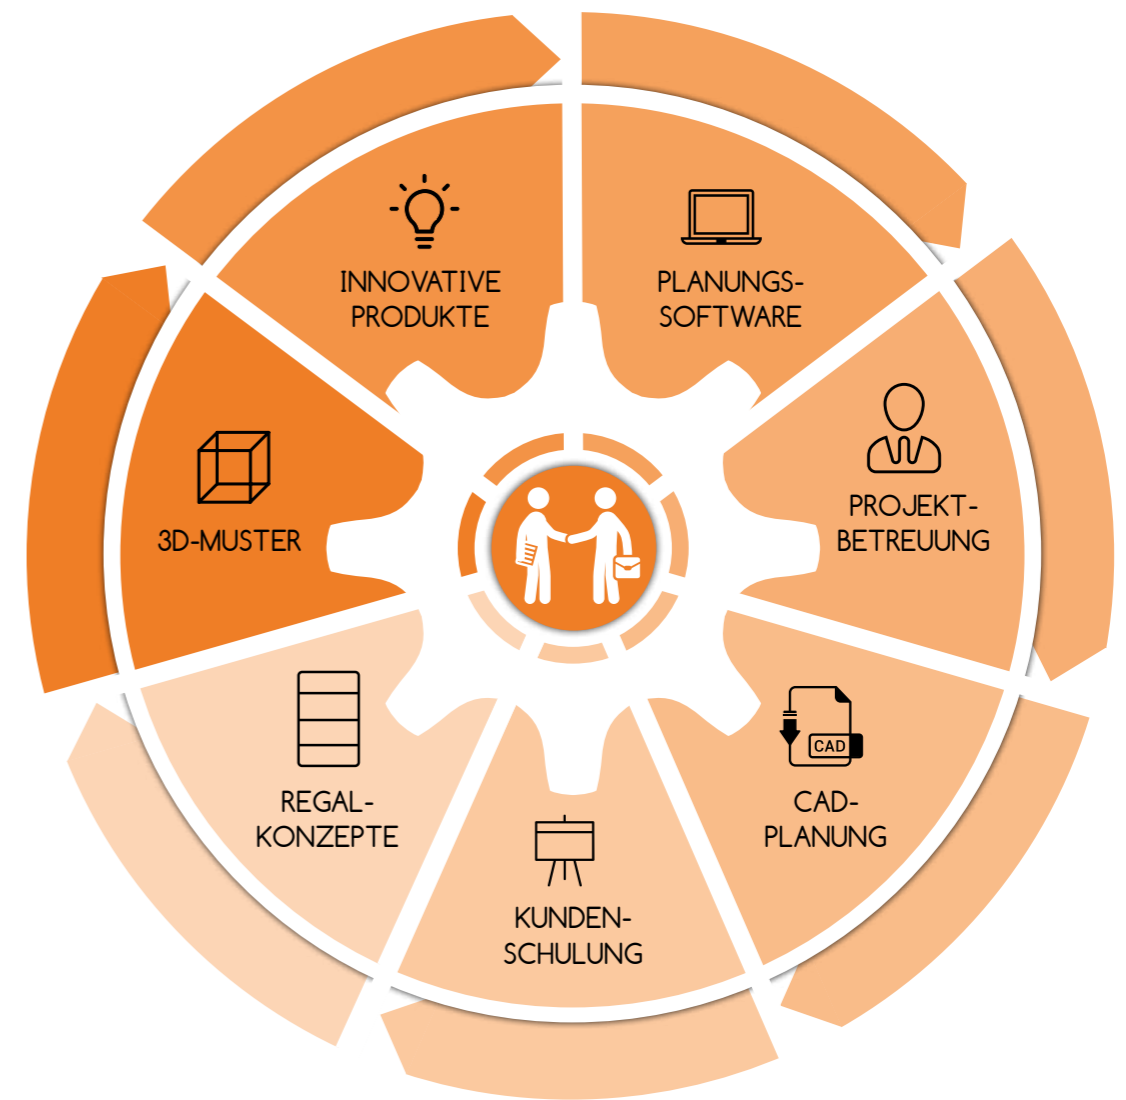 INNOVATIVE
PRODUKTE
PLANUNGS-
SOFTWARE
PROJEKT-
BETREUUNG
CAD
CAD-
PLANUNG
KUNDEN-
SCHULUNG
REGAL-
KONZEPTE
3D-MUSTER